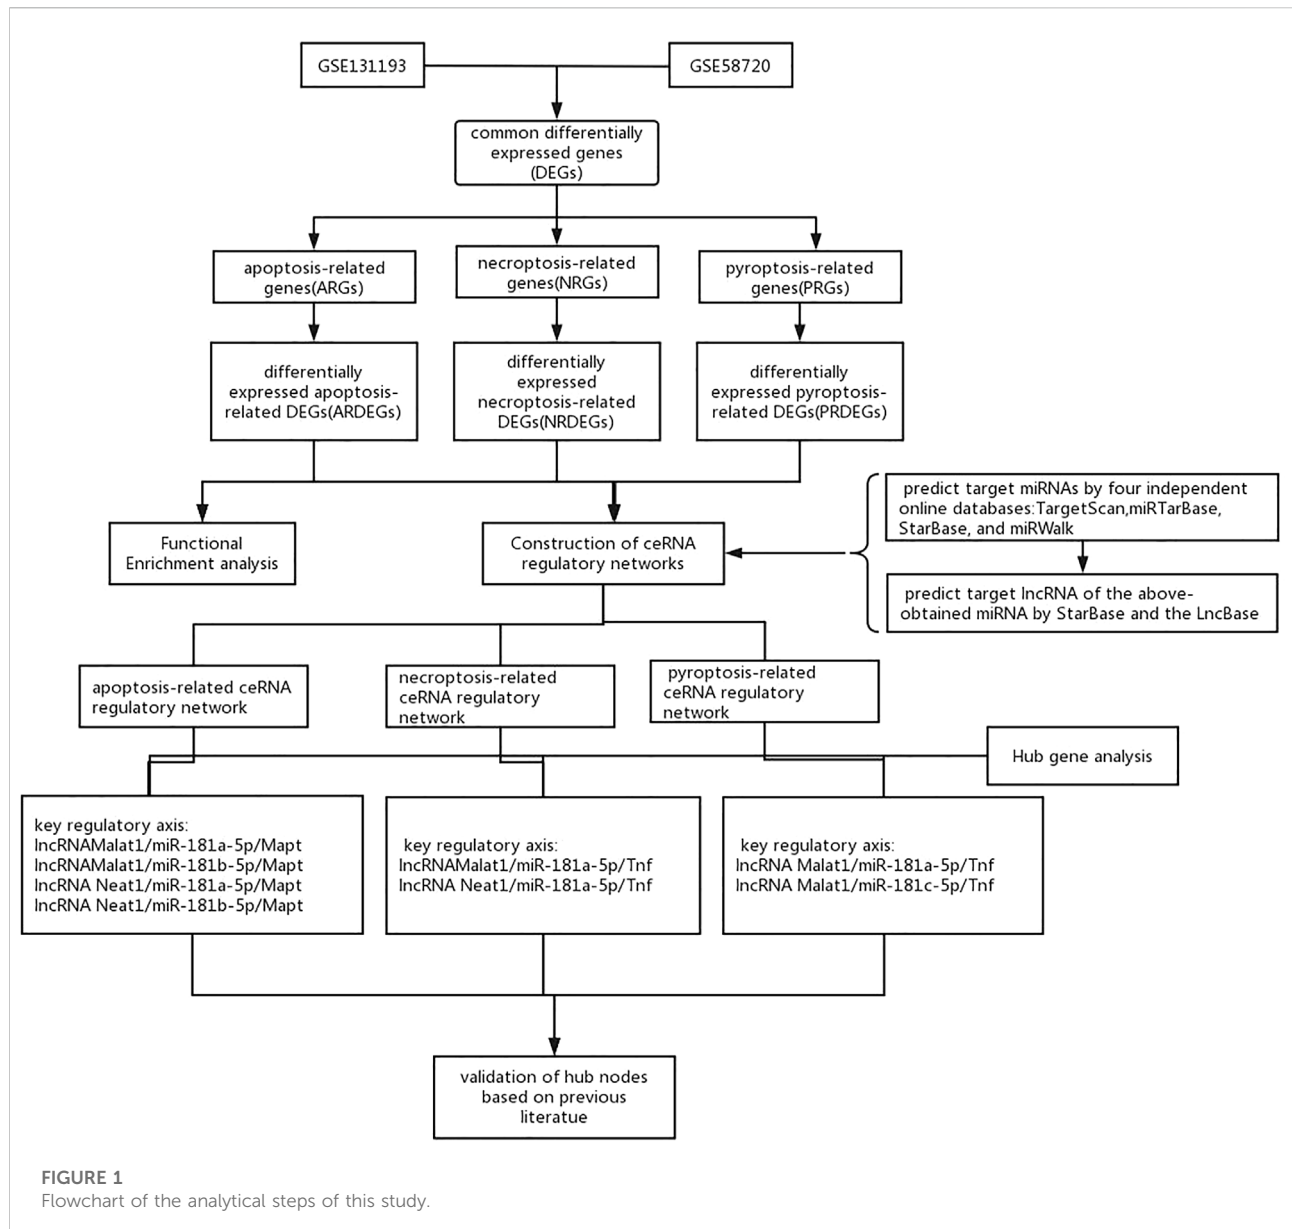 GSE131193
GSE58720
common differentially
expressed genes
(DEGs)
apoptosis-related
genes(ARGs)
necroptosis-related
genes(NRGs)
pyroptosis-related
genes(PRGs)
differentially
expressed apoptosis-
related DEGs(ARDEGs)
differentially
expressed
necroptosis-related
DEGs(NRDEGs)
differentially
expressed pyroptosis-
related DEGs(PRDEGs)
predict target miRNAs by four independent
online databases:TargetScan,miRTarBase,
StarBase, and miRWalk
Functional
Enrichment analysis
Construction of ceRNA
regulatory networks
predict target lncRNA of the above-
obtained miRNA by StarBase and the LncBase
apoptosis-related ceRNA
regulatory network
necroptosis-related
ceRNA regulatory
network
pyroptosis-related
ceRNA regulatory
network
Hub gene analysis
key regulatory axis:
lncRNAMalat1/miR-181a-5p/Mapt
lncRNAMalat1/miR-181b-5p/Mapt
lncRNA Neat1/miR-181a-5p/Mapt
lncRNA Neat1/miR-181b-5p/Mapt
key regulatory axis:
lncRNAMalat1/miR-181a-5p/Tnf
lncRNA Neat1/miR-181a-5p/Tnf
key regulatory axis:
lncRNA Malat1/miR-181a-5p/Tnf
lncRNA Malat1/miR-181c-5p/Tnf
validation of hub nodes
based on previous
literatue
FIGURE 1
Flowchart of the analytical steps of this study.